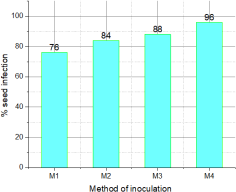 100
80
60
40
20
0
% seed infection
76
84
88
96
M1
M2
M3
M4
Method of inoculation